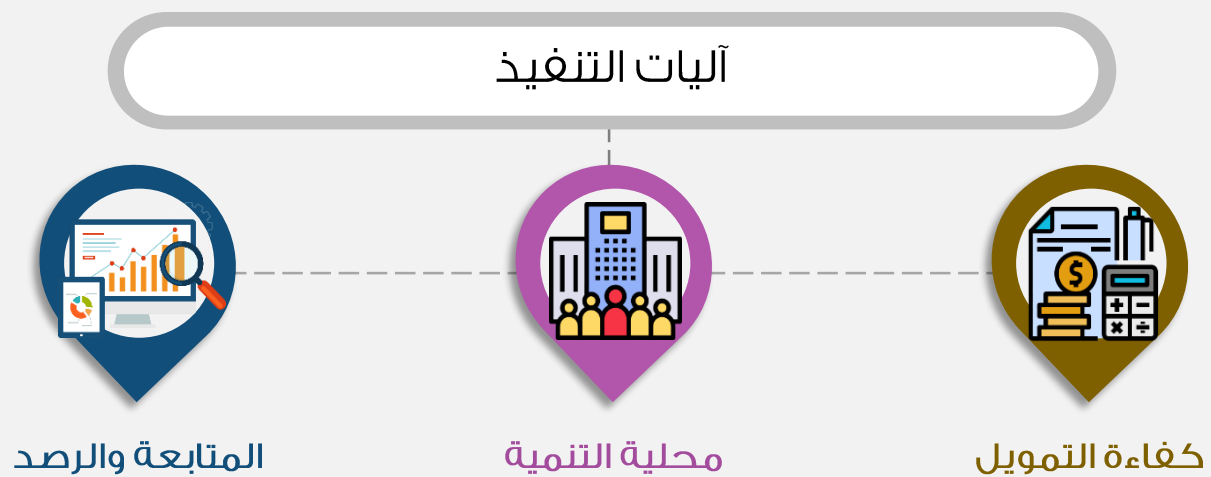 آليات التنفيذ
كفاءة التمويل
محلية التنمية
المتابعة والرصد